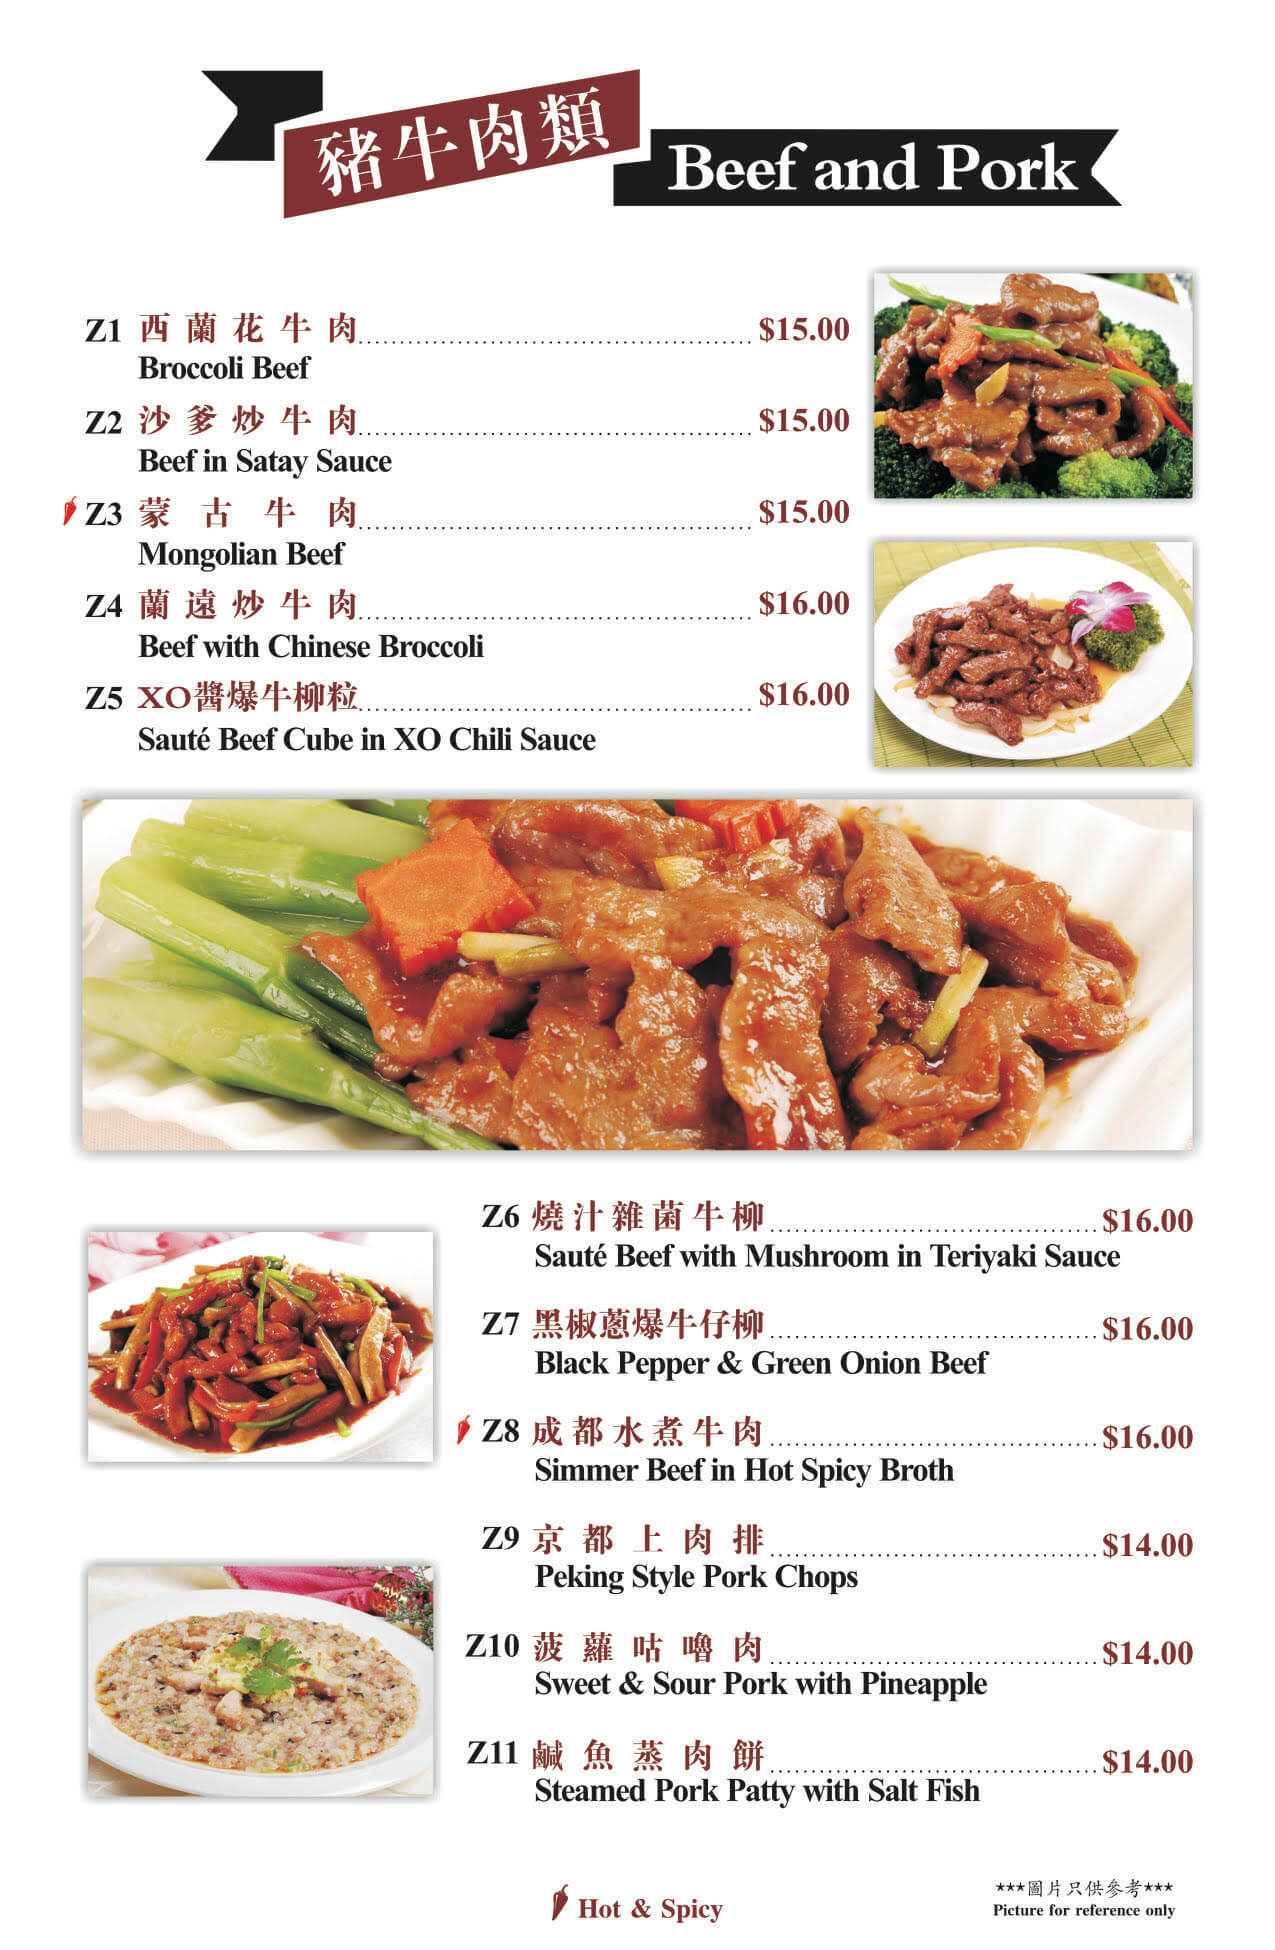 豬牛肉類
Beef and Pork
Z1 西蘭花牛肉 $15.00
Broccoli Beef
Z2 沙爹炒牛肉 $15.00
Beef in Satay Sauce
Z3 蒙古牛肉 $15.00
Mongolian Beef
Z4 蘭遠炒牛肉 $16.00
Beef with Chinese Broccoli
Z5 XO醬爆牛柳粒 $16.00
Sauté Beef Cube in XO Chili Sauce
Z6 燒汁雜菌牛柳 $16.00
Sauté Beef with Mushroom in Teriyaki Sauce
Z7 黑椒蔥爆牛仔柳 $16.00
Black Pepper & Green Onion Beef
Z8 成都水煮牛肉 $16.00
Simmer Beef in Hot Spicy Broth
Z9 京都上肉排 $14.00
Peking Style Pork Chops
Z10 菠蘿咕嚕肉 $14.00
Sweet & Sour Pork with Pineapple
Z11 鹹魚蒸肉餅 $14.00
Steamed Pork Patty with Salt Fish
Hot & Spicy
***圖片只供參考***
Picture for reference only